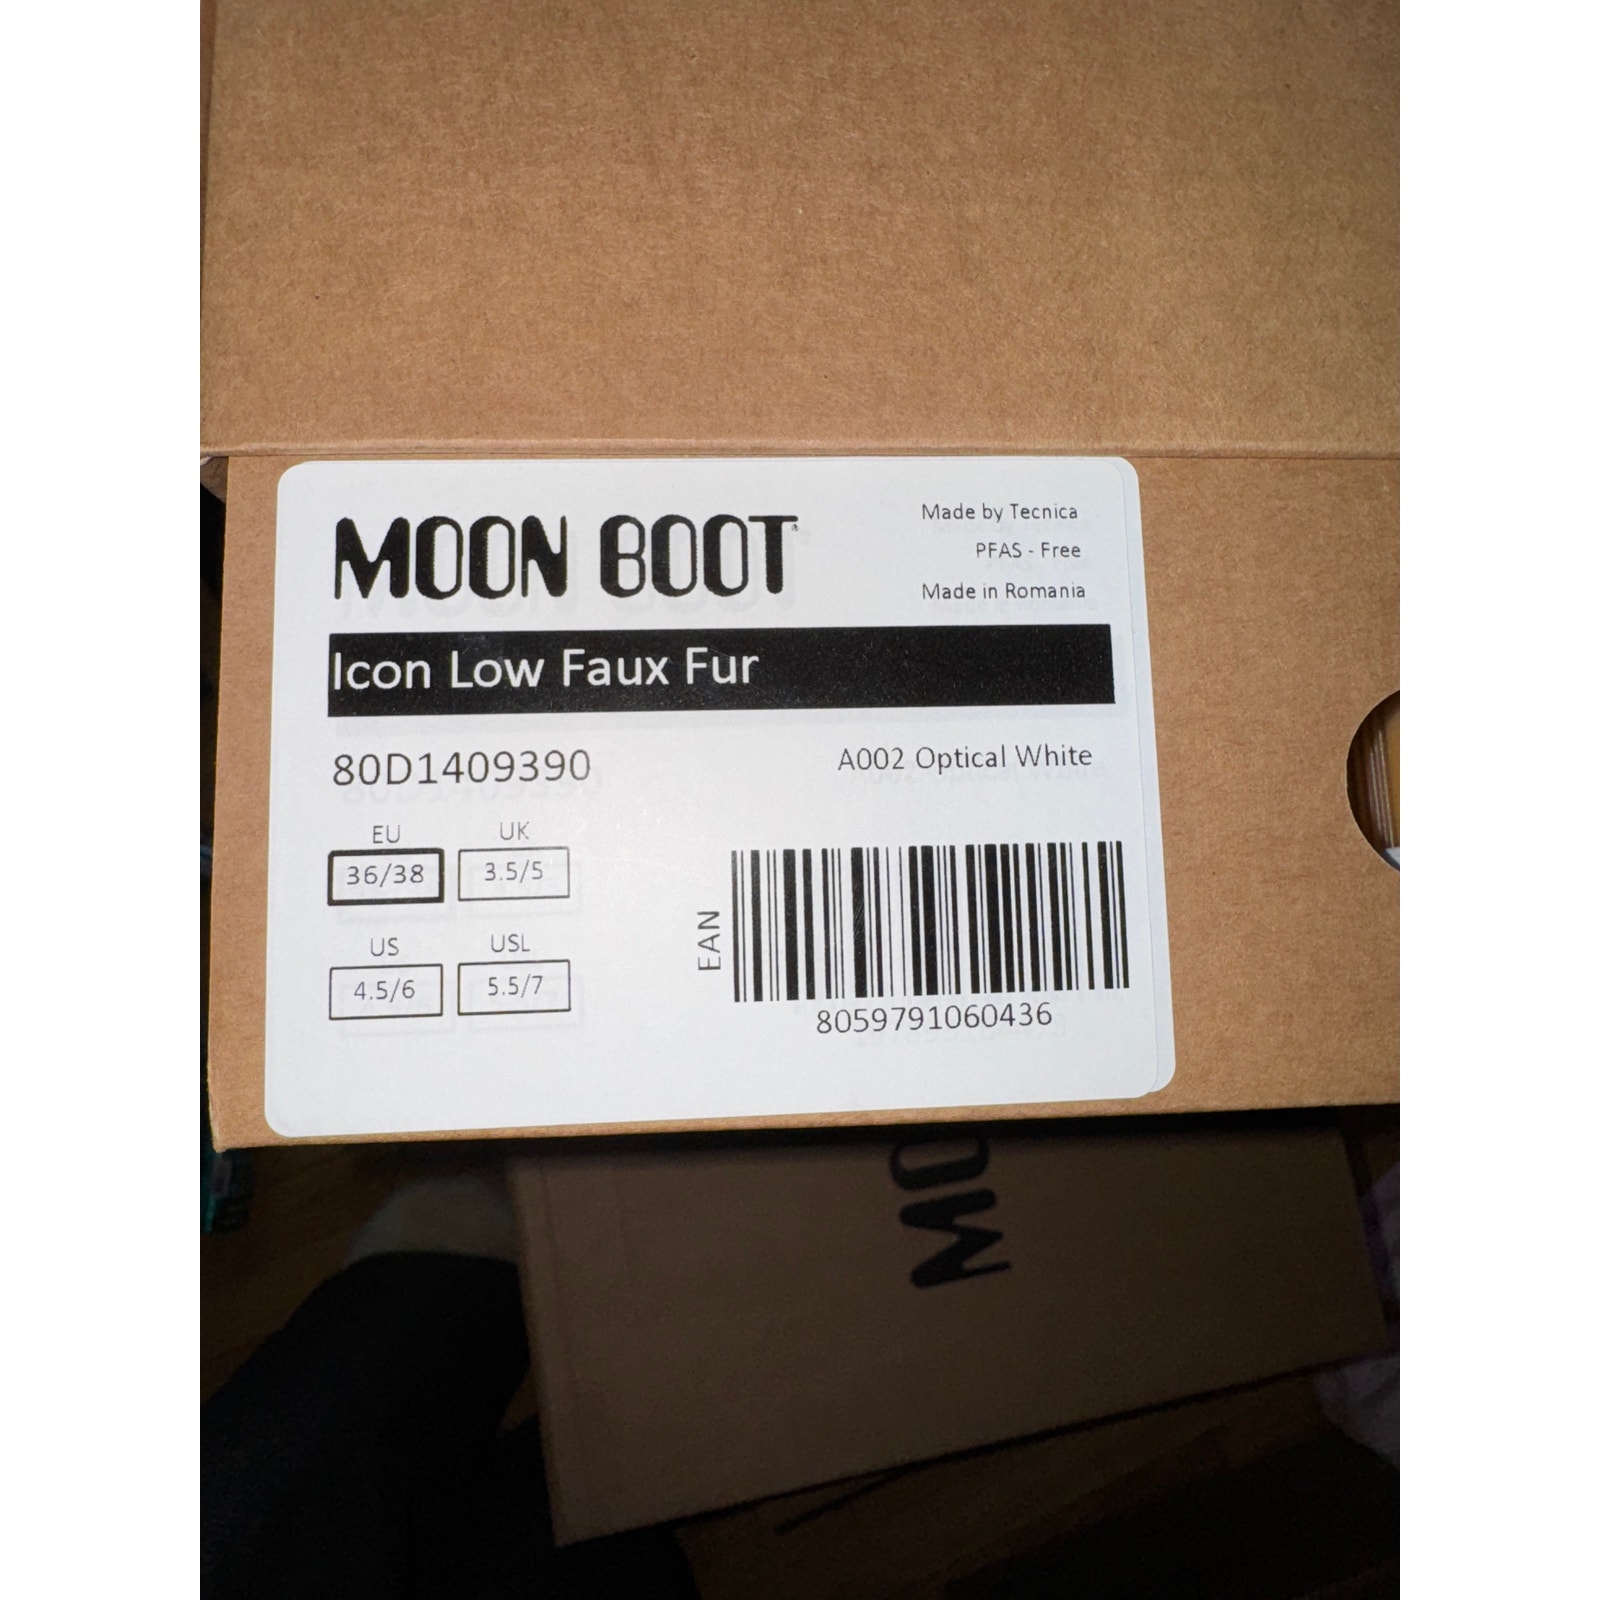 MOON BOOT®
Made by Tecnica
PFAS - Free
Made in Romania
Icon Low Faux Fur
80D1409390
A002 Optical White
EU
UK
36/38
3.5/5
US
USL
4.5/6
5.5/7
EAN
8059791060436
MO